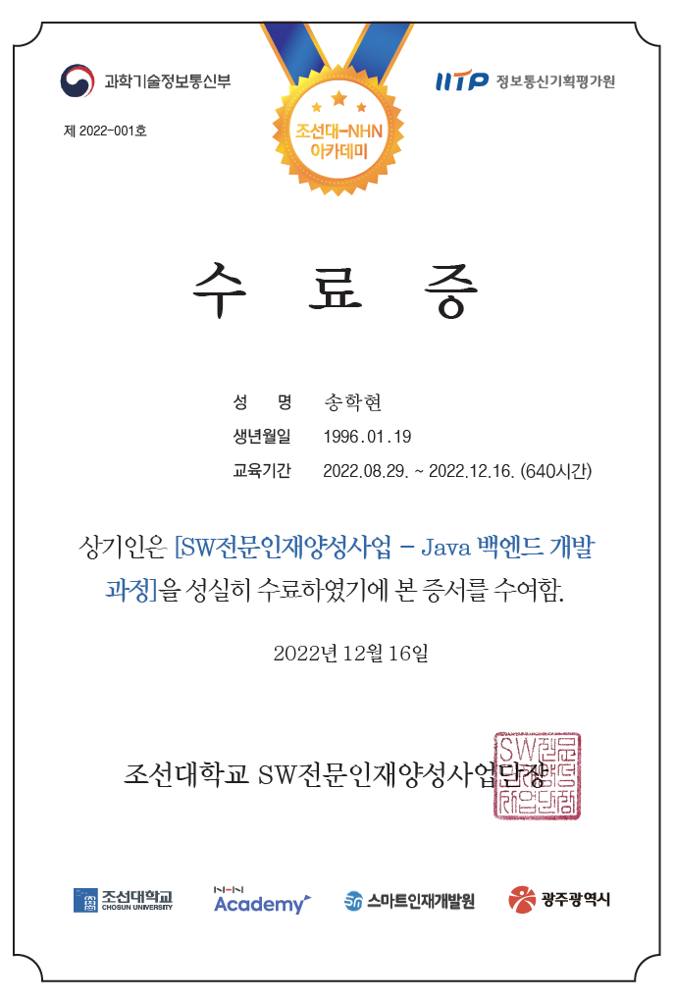 과학기술정보통신부
IITP 정보통신기획평가원
제 2022-001호
조선대-NHN
아카데미
수 료 증
성 명 송학현
생년월일 1996.01.19
교육기간 2022.08.29. ~ 2022.12.16. (640시간)
상기인은 [SW전문인재양성사업 - Java 백엔드 개발
과정]을 성실히 수료하였기에 본 증서를 수여함.
2022년 12월 16일
조선대학교 SW전문인재양성사업단장
SW전문
인재양성
사업단장
조선대학교
CHOSUN UNIVERSITY
NHN
Academy
스마트인재개발원
광주광역시